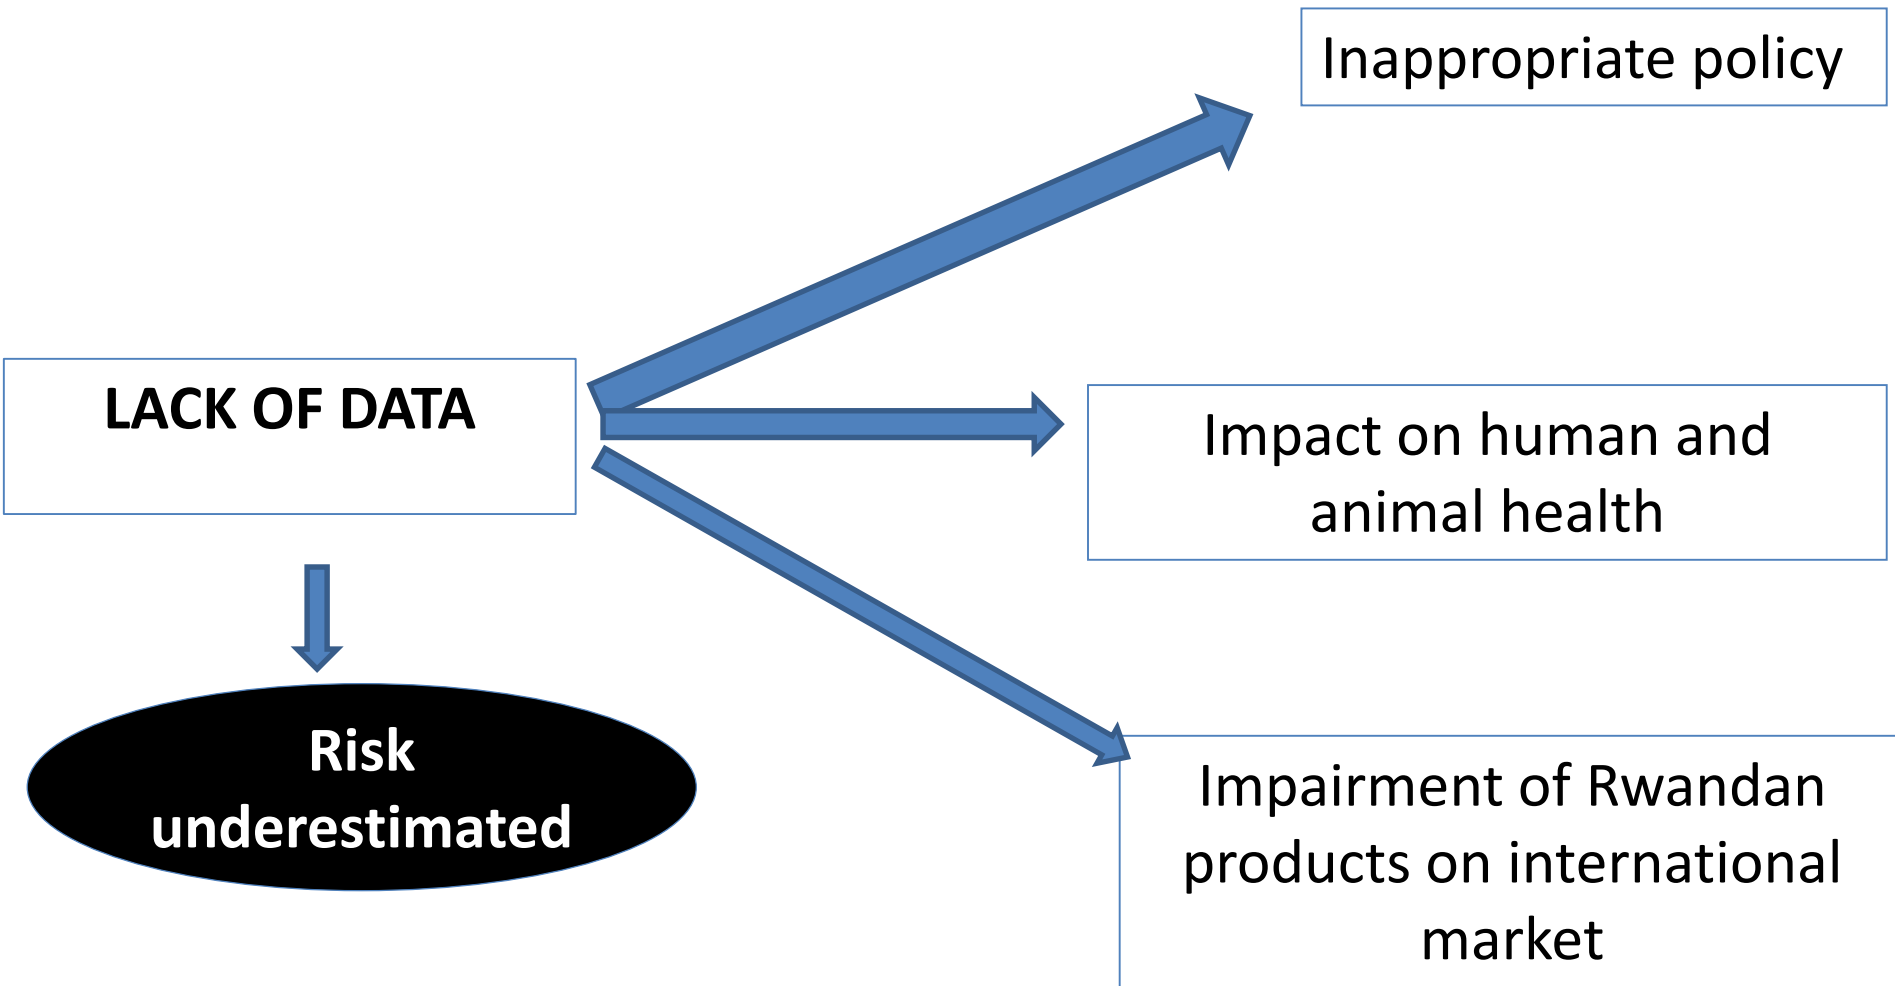 Inappropriate policy
LACK OF DATA
Impact on human and
animal health
Risk
underestimated
Impairment of Rwandan
products on international
market